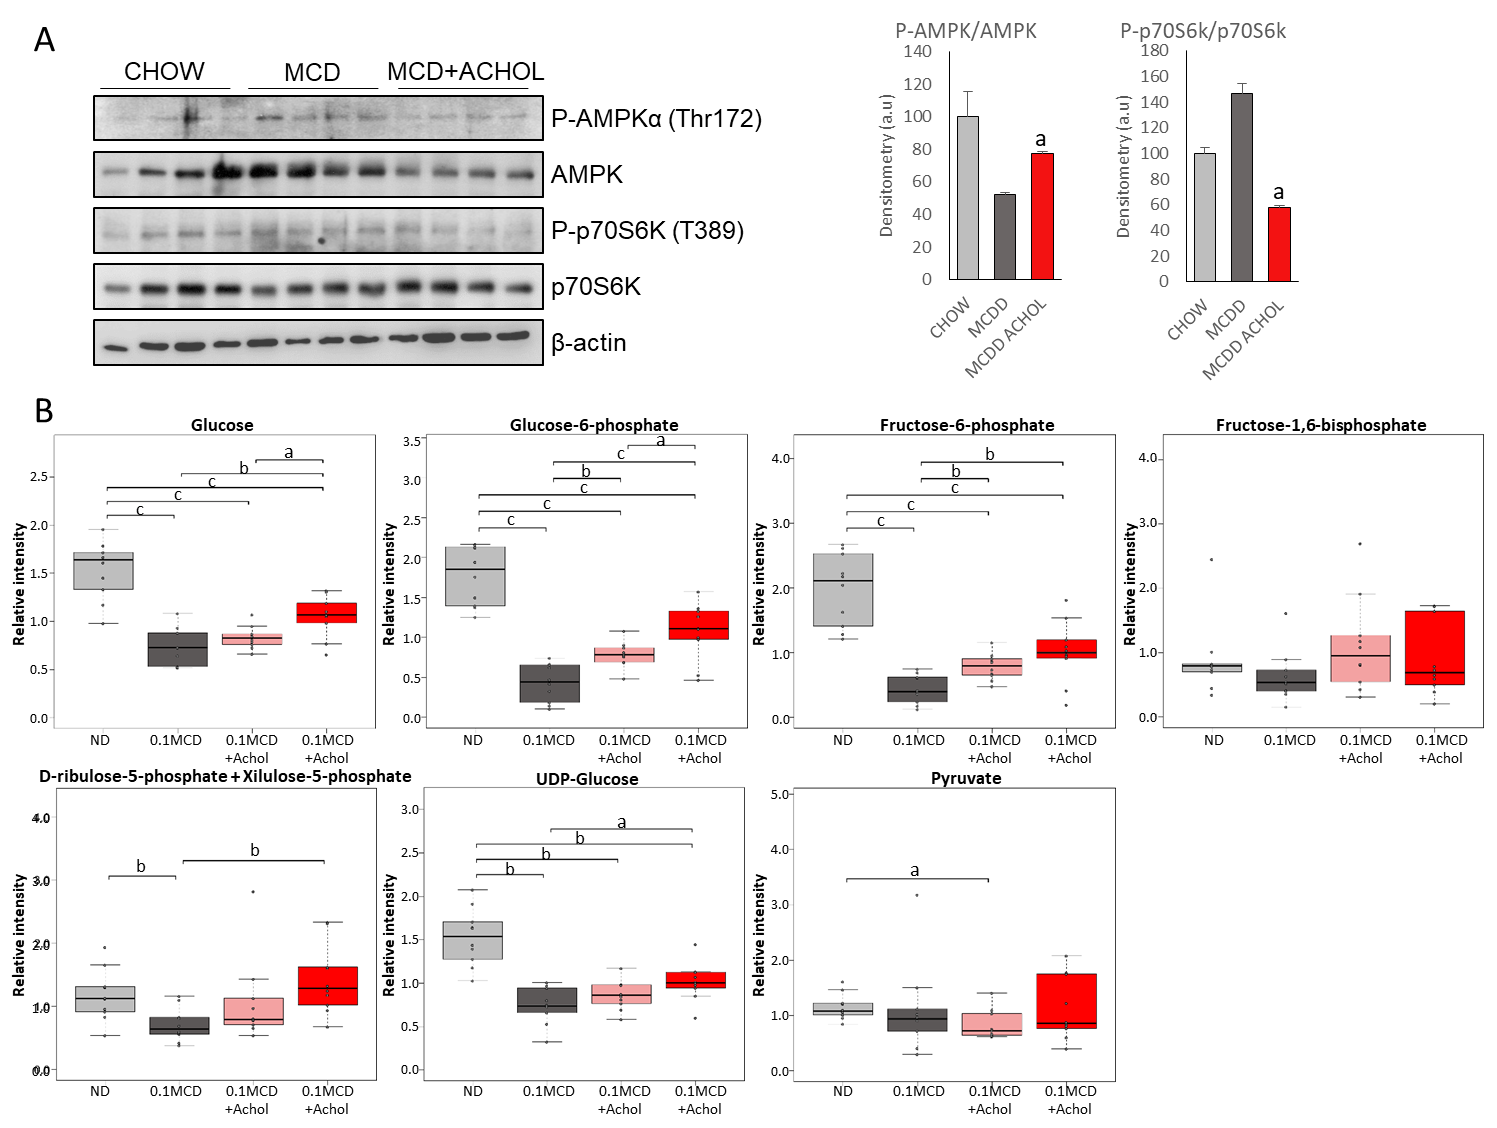 A
CHOW MCD MCD+ACHOL
P-AMPKα (Thr172)
AMPK
P-p70S6K (T389)
p70S6K
β-actin
P-AMPK/AMPK
140
120
100
80
60
40
20
0
Densitometry (a.u)
a
CHOW
MCDD
MCDD ACHOL
P-p70S6k/p70S6k
180
160
140
120
100
80
60
40
20
0
Densitometry (a.u)
a
CHOW
MCDD
MCDD ACHOL
B
Glucose
Relative intensity
2.5
2.0
1.5
1.0
0.5
0.0
a
b
c
c
c
ND 0.1MCD 0.1MCD 0.1MCD
+Achol +Achol
Glucose-6-phosphate
Relative intensity
3.5
3.0
2.5
2.0
1.5
1.0
0.5
0.0
a
c
b
c
c
c
ND 0.1MCD 0.1MCD 0.1MCD
+Achol +Achol
Fructose-6-phosphate
Relative intensity
4.0
3.0
2.0
1.0
0.0
b
b
c
c
c
ND 0.1MCD 0.1MCD 0.1MCD
+Achol +Achol
Fructose-1,6-bisphosphate
Relative intensity
4.0
3.0
2.0
1.0
0.0
ND 0.1MCD 0.1MCD 0.1MCD
+Achol +Achol
D-ribulose-5-phosphate + Xilulose-5-phosphate
Relative intensity
4.0
3.0
2.0
1.0
0.0
b
b
ND 0.1MCD 0.1MCD 0.1MCD
+Achol +Achol
UDP-Glucose
Relative intensity
3.0
2.5
2.0
1.5
1.0
0.5
0.0
a
b
b
b
ND 0.1MCD 0.1MCD 0.1MCD
+Achol +Achol
Pyruvate
Relative intensity
5.0
4.0
3.0
2.0
1.0
0.0
a
ND 0.1MCD 0.1MCD 0.1MCD
+Achol +Achol